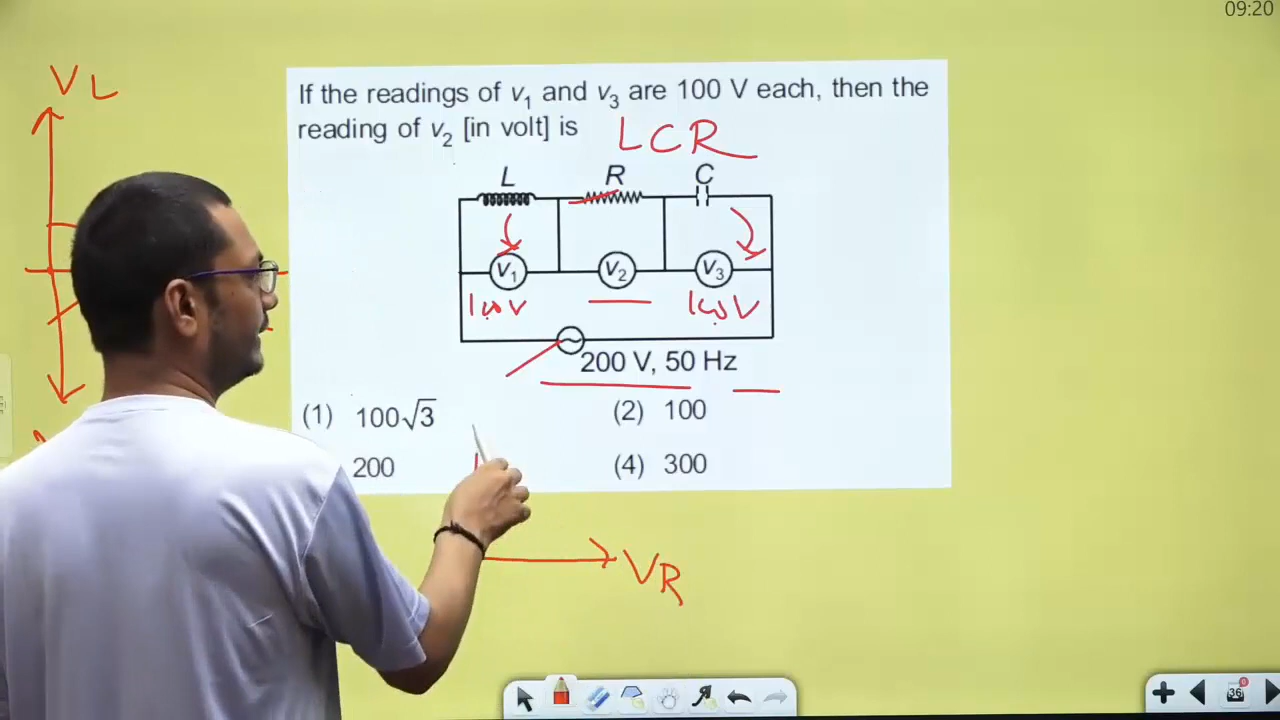 09:20
VL
If the readings of v₁ and v₃ are 100 V each, then the
reading of v₂ [in volt] is
LCR
L R C
V₁ V₂ V₃
100V 100V
200 V, 50 Hz
(1) 100√3 (2) 100
200 (4) 300
VR
36